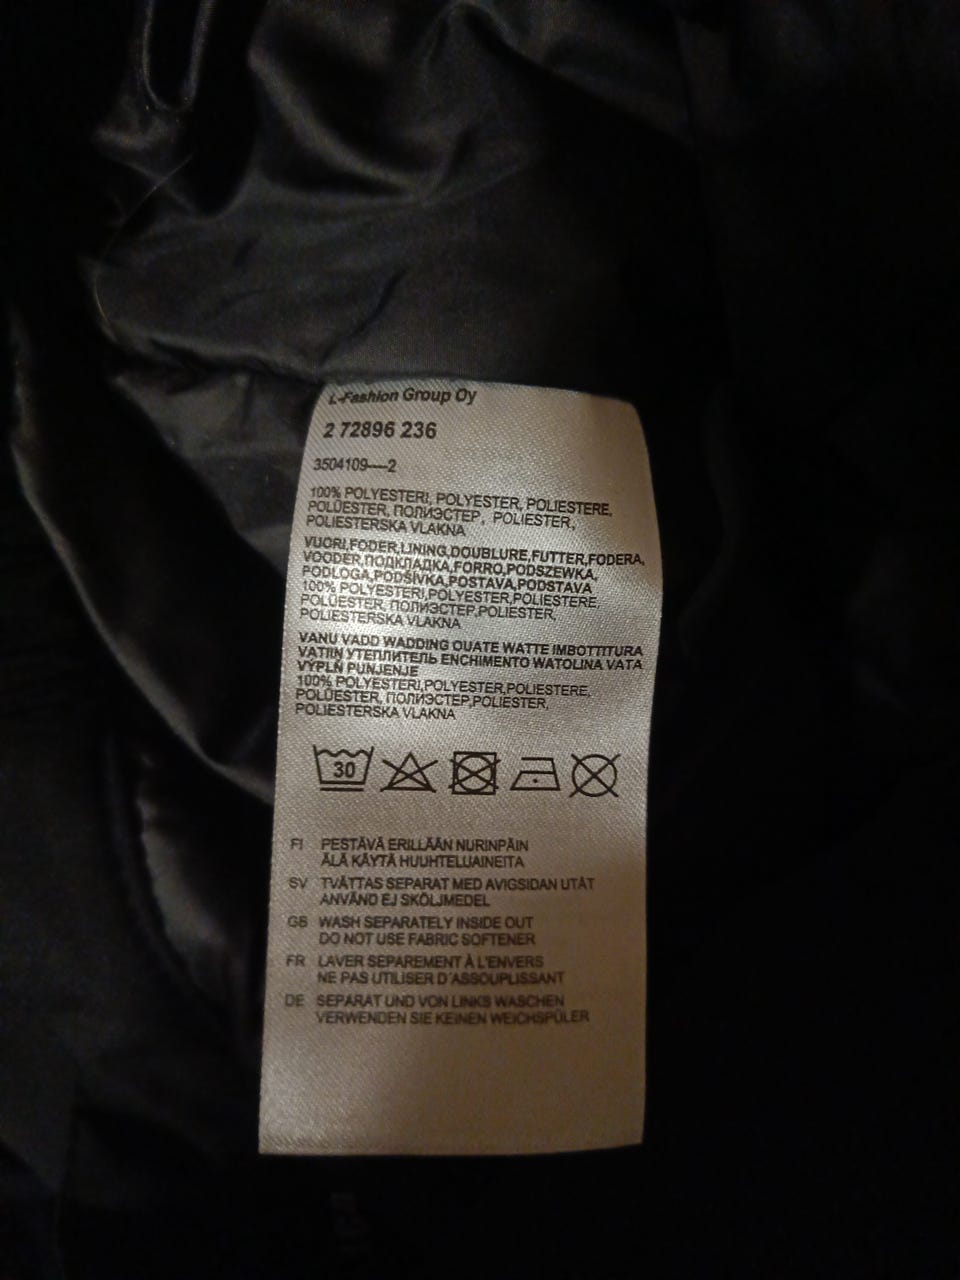 L-Fashion Group Oy
2 72896 236
3504109----2
100% POLYESTERI, POLYESTER, POLIESTERE,
POLÜESTER, ПОЛИЭСТЕР, POLIESTER,
POLIESTERSKA VLAKNA
VUORI,FODER,LINING,DOUBLURE,FUTTER,FODERA,
VOODER,ПОДКЛАДКА,FORRO,PODSZEWKA,
PODLOGA,PODŠÍVKA,POSTAVA,PODSTAVA
100% POLYESTERI,POLYESTER,POLIESTERE,
POLÜESTER, ПОЛИЭСТЕР,POLIESTER,
POLIESTERSKA VLAKNA
VANU VADD WADDING OUATE WATTE IMBOTTITURA
VATIIN УТЕПЛИТЕЛЬ ENCHIMENTO WATOLINA VATA
VÝPLŇ PUNJENJE
100% POLYESTERI,POLYESTER,POLIESTERE,
POLÜESTER, ПОЛИЭСТЕР,POLIESTER,
POLIESTERSKA VLAKNA
30
FI PESTÄVÄ ERILLÄÄN NURINPÄIN
ÄLÄ KÄYTÄ HUUHTELUAINEITA
SV TVÄTTAS SEPARAT MED AVIGSIDAN UTÅT
ANVÄND EJ SKÖLJMEDEL
GB WASH SEPARATELY INSIDE OUT
DO NOT USE FABRIC SOFTENER
FR LAVER SEPAREMENT À L'ENVERS
NE PAS UTILISER D'ASSOUPLISSANT
DE SEPARAT UND VON LINKS WASCHEN
VERWENDEN SIE KEINEN WEICHSPÜLER